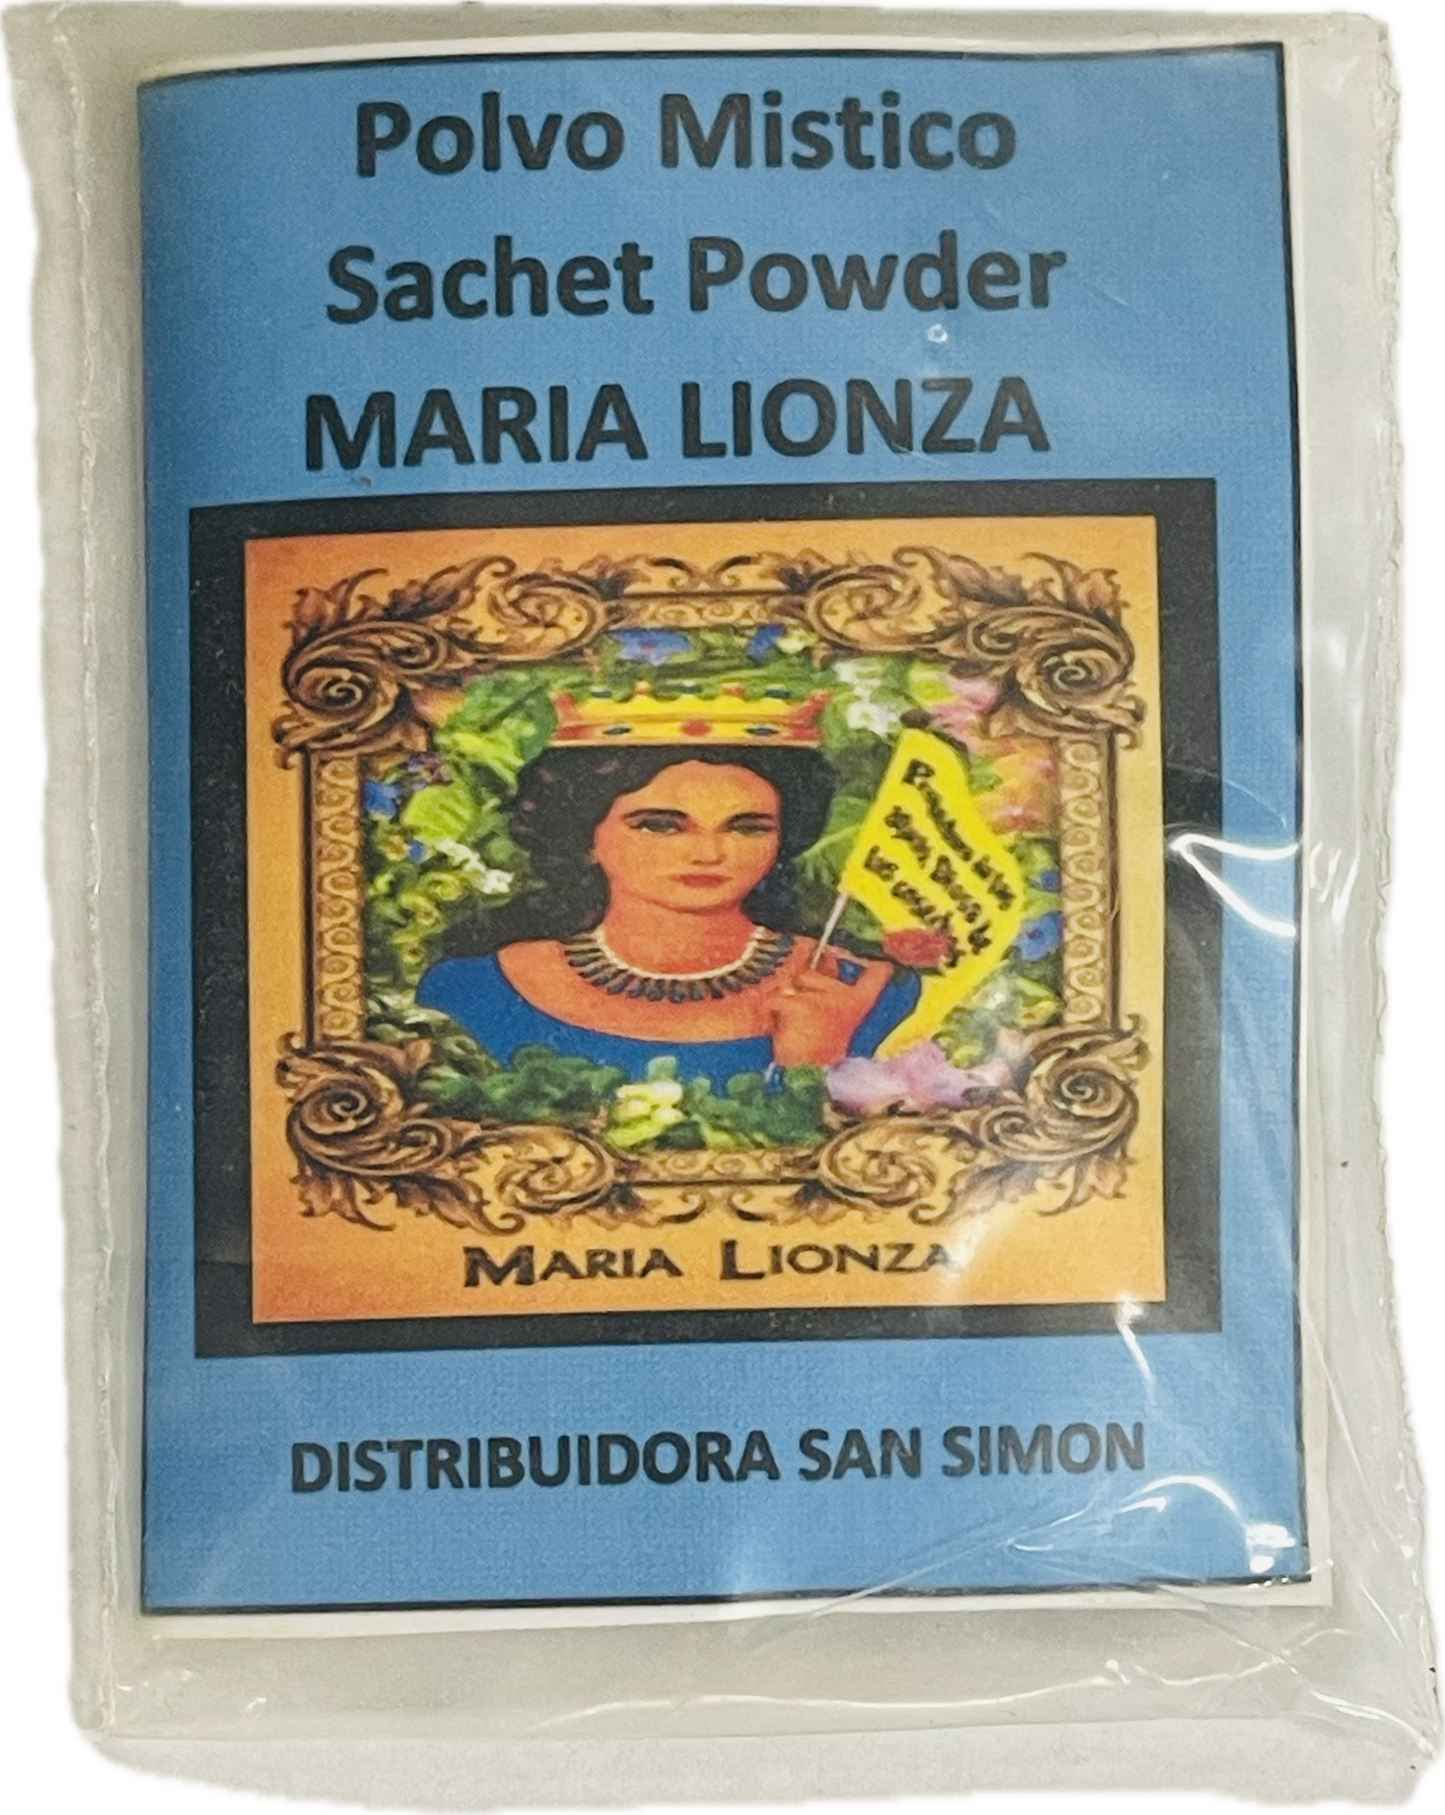 Polvo Mistico
Sachet Powder
MARIA LIONZA
MARIA LIONZA
DISTRIBUIDORA SAN SIMON